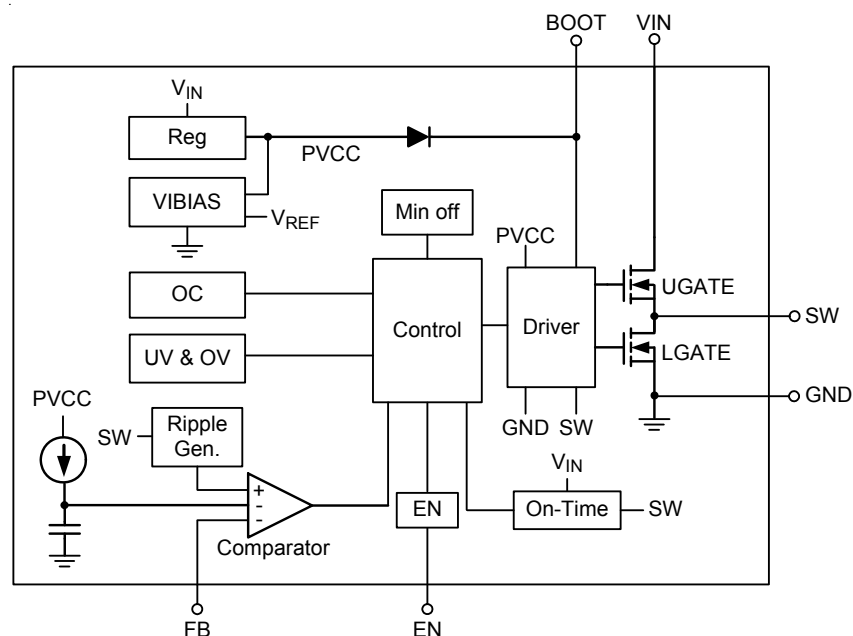 BOOT VIN
VIN
Reg
PVCC
VIBIAS
VREF
Min off
PVCC
OC
UGATE
Control
Driver
SW
UV & OV
LGATE
PVCC
GND
SW
Ripple
Gen.
GND SW
VIN
+
-
-
EN
On-Time
SW
Comparator
FB
EN